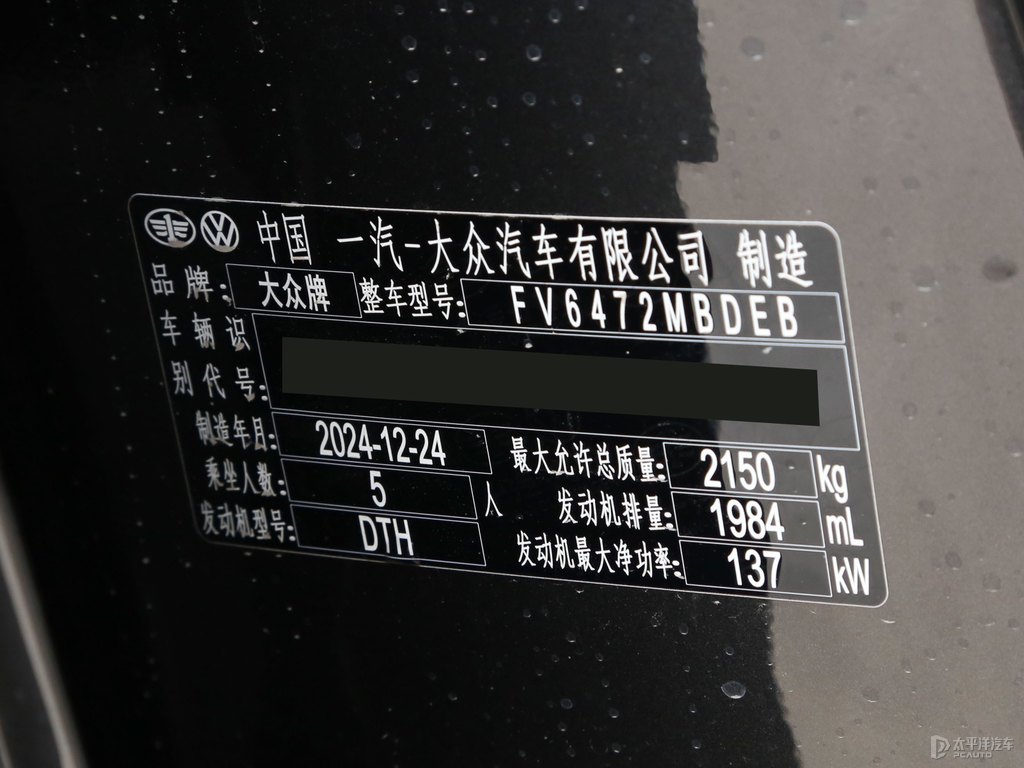 中国 一汽-大众汽车有限公司 制造
品牌: 大众牌 整车型号: FV6472MBDEB
车辆识
别代号:
制造年月: 2024-12-24 最大允许总质量: 2150 kg
乘坐人数: 5 人 发动机排量: 1984 mL
发动机型号: DTH 发动机最大净功率: 137 kW
太平洋汽车
PCAUTO